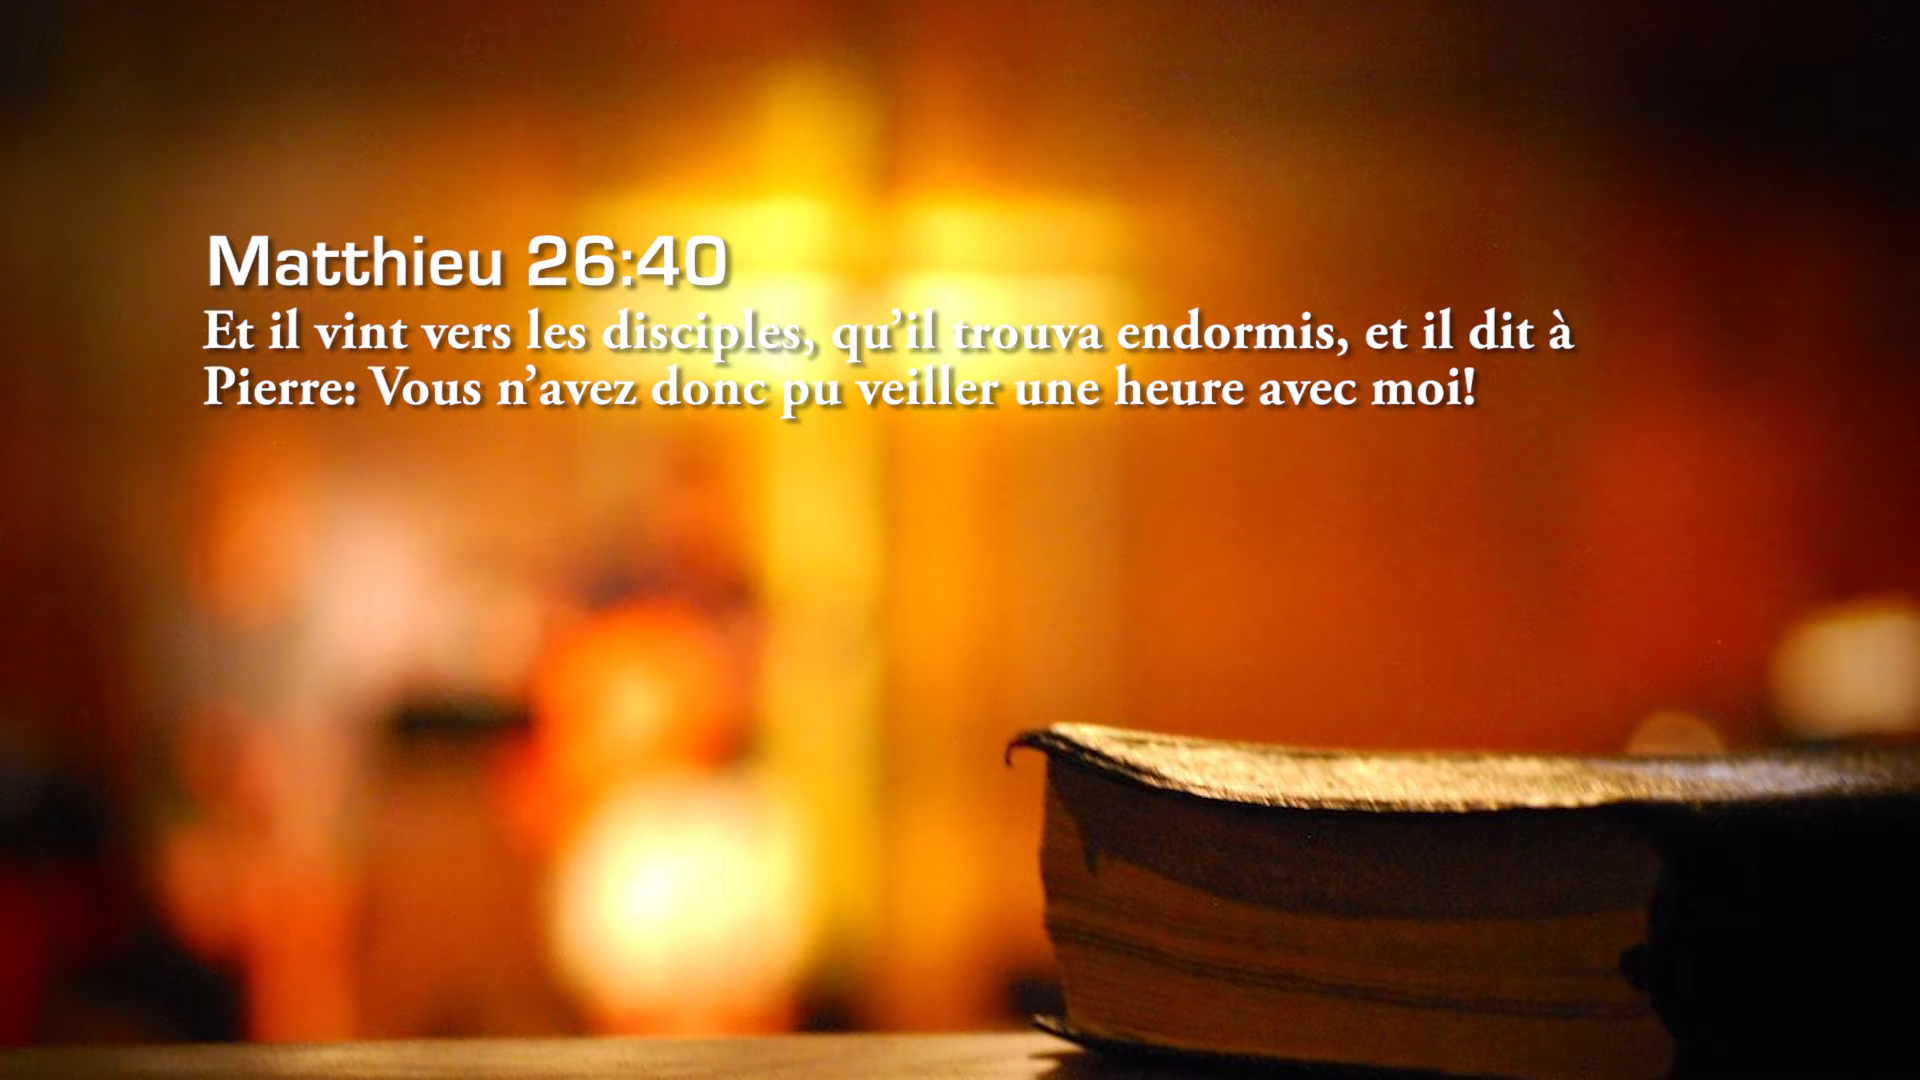 Matthieu 26:40
Et il vint vers les disciples, qu’il trouva endormis, et il dit à
Pierre: Vous n’avez donc pu veiller une heure avec moi!